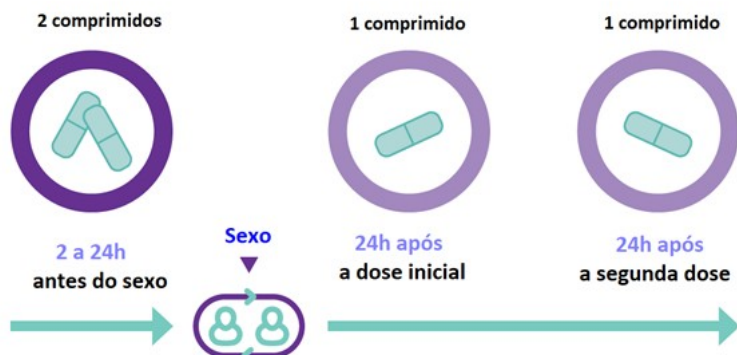 2 comprimidos
1 comprimido
1 comprimido
2 a 24h
antes do sexo
Sexo
24h após
a dose inicial
24h após
a segunda dose